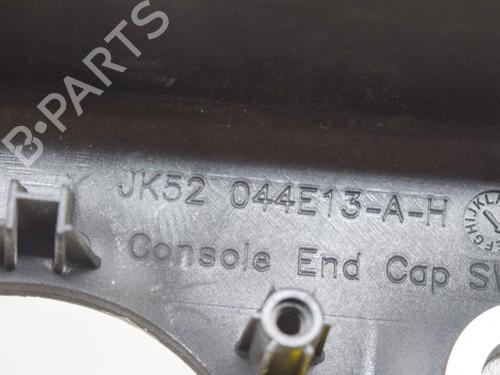 B-PARTS
JK52 044E13-A-H
Console End Cap